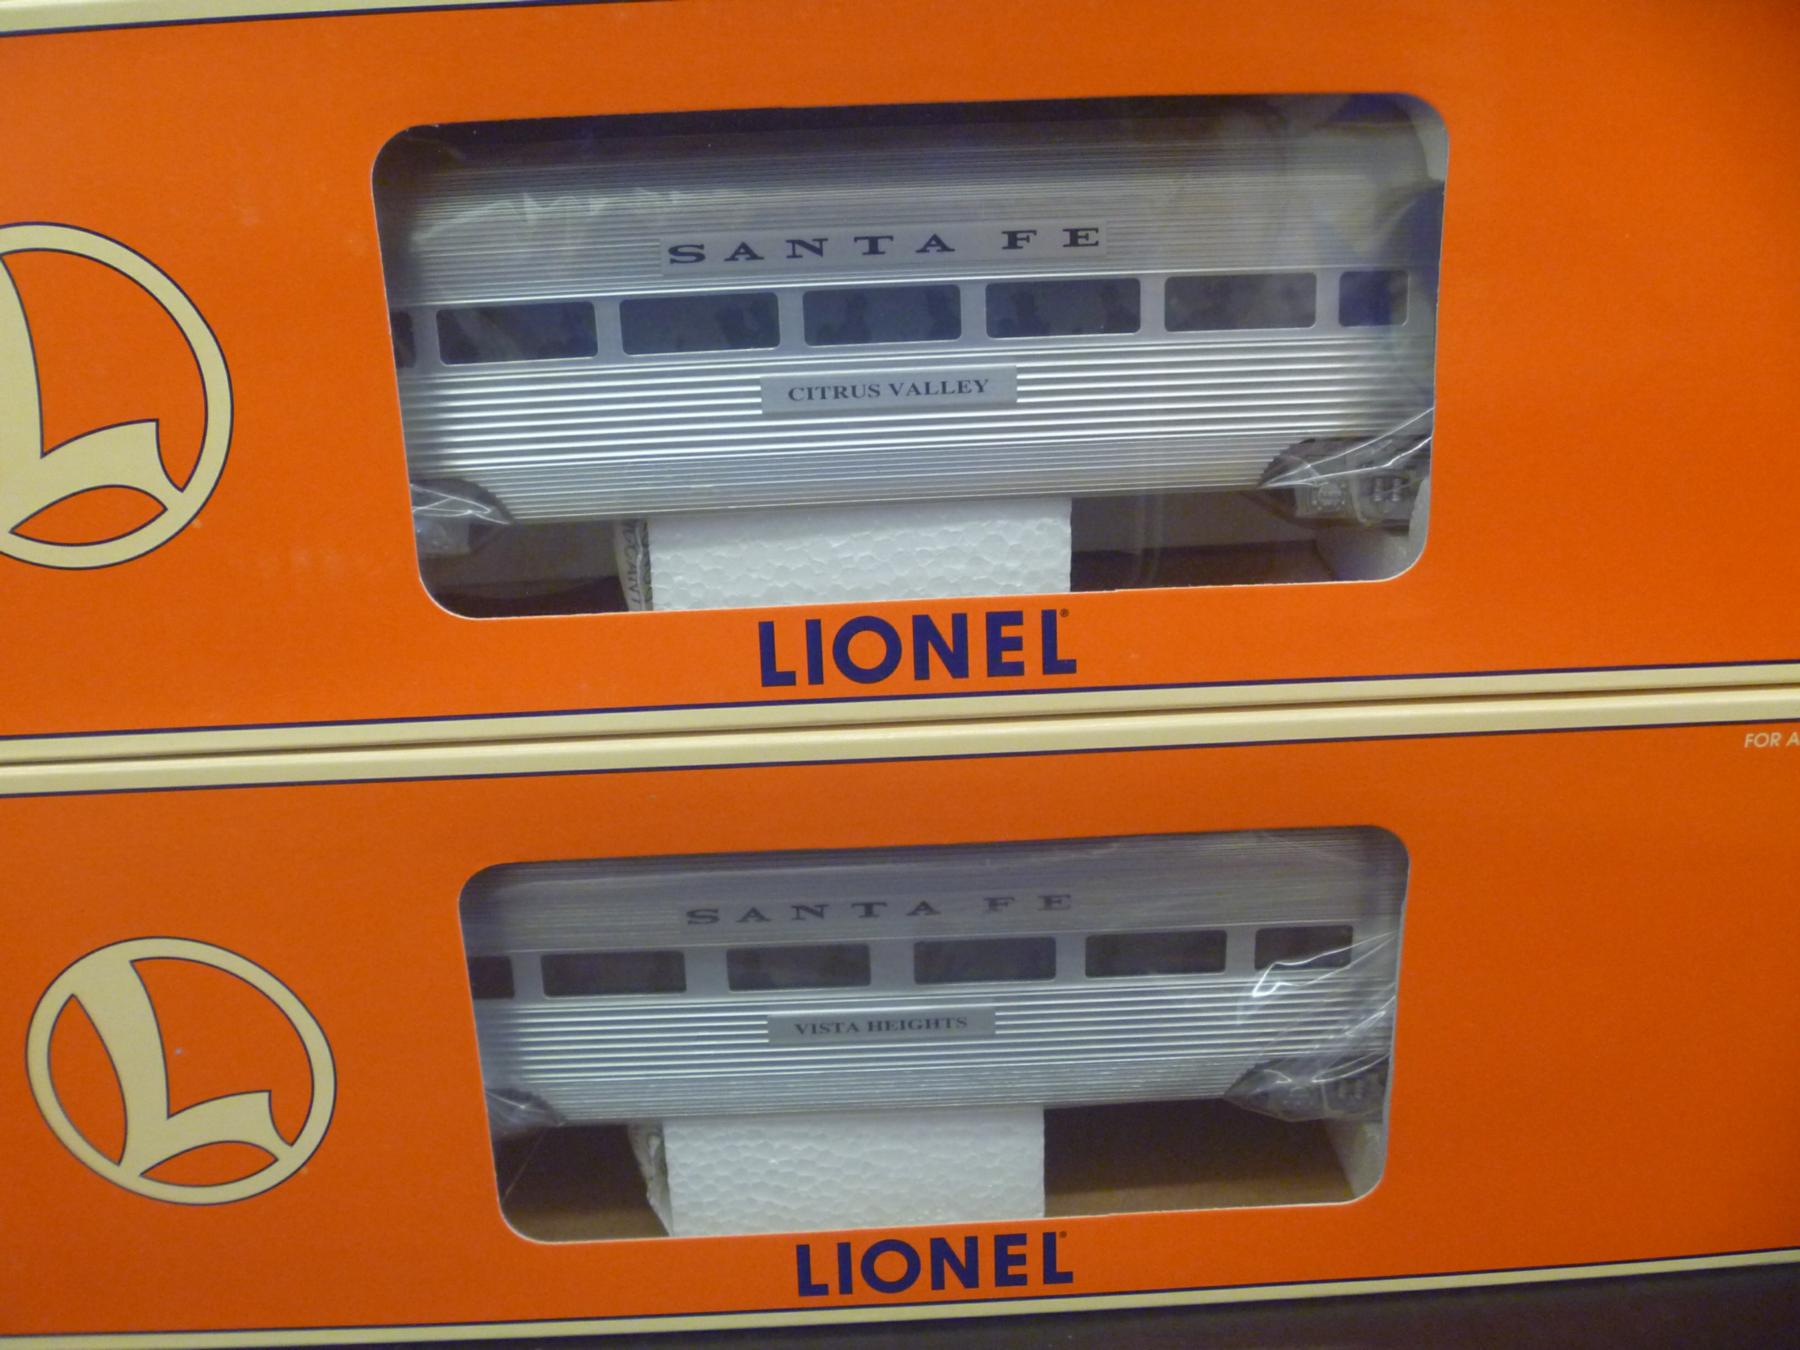 SANTA FE
CITRUS VALLEY
LIONEL®
FOR A
SANTA FE
VISTA HEIGHTS
LIONEL®